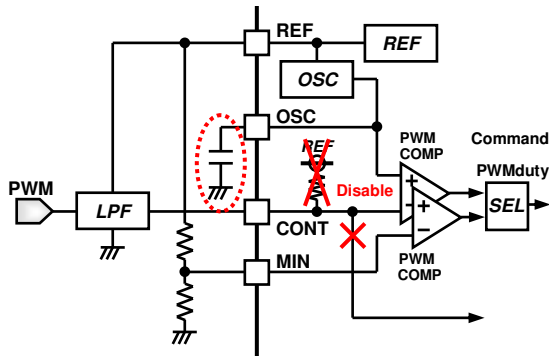 REF
REF
OSC
OSC
REF
PWM
COMP
Command
PWM
LPF
Disable
PWMduty
SEL
CONT
MIN
PWM
COMP